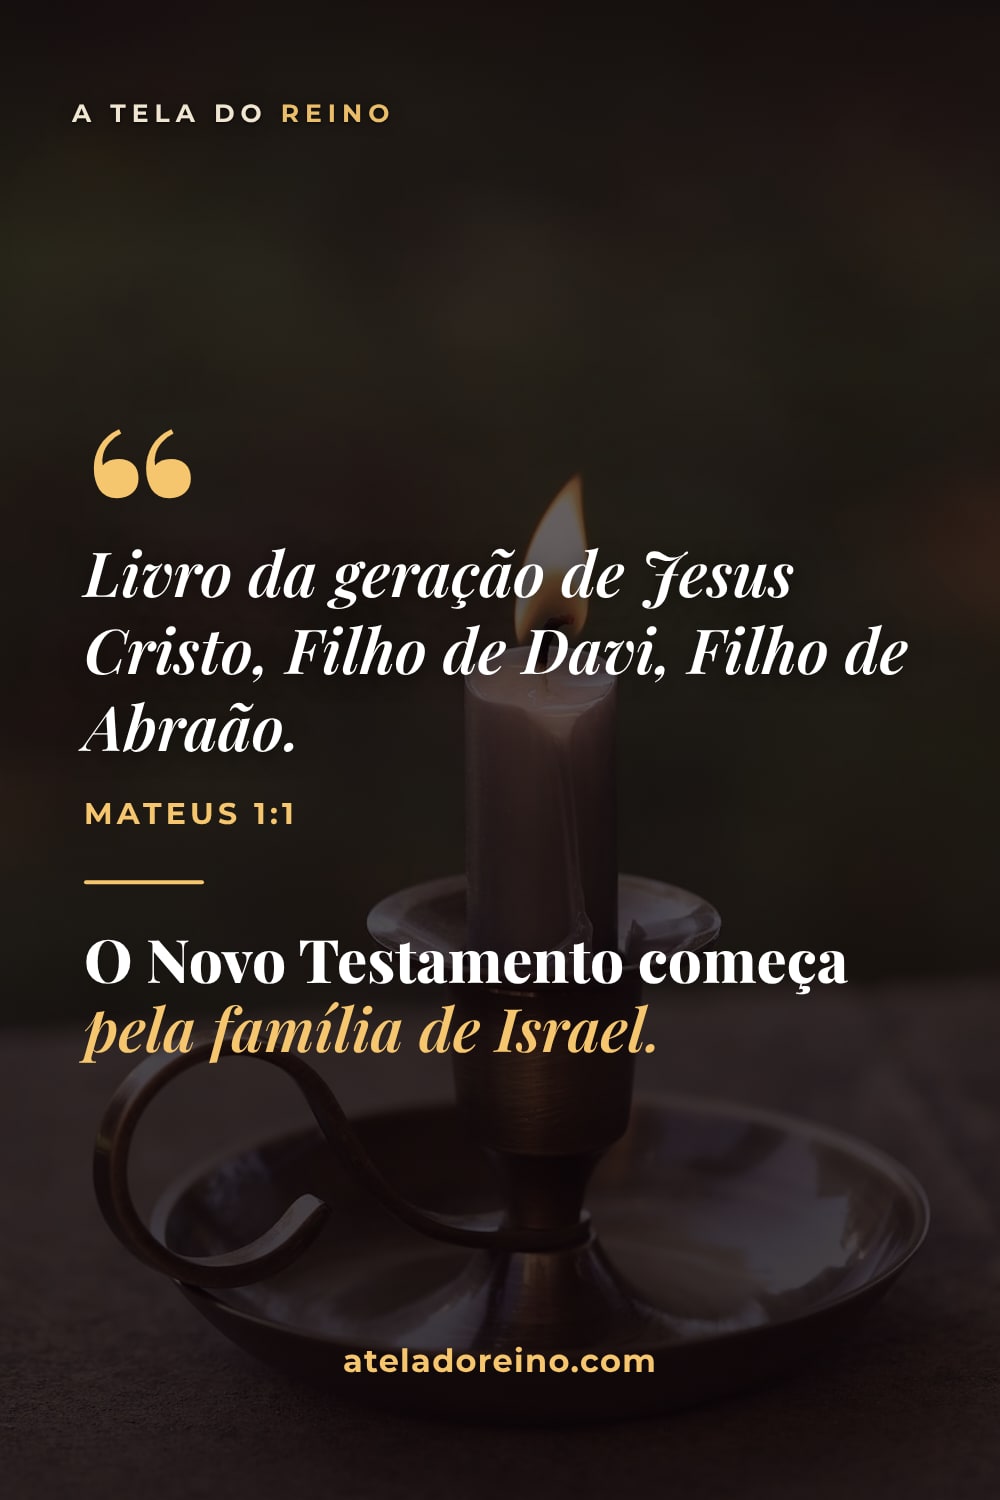 A TELA DO REINO
“
Livro da geração de Jesus
Cristo, Filho de Davi, Filho de
Abraão.
MATEUS 1:1
O Novo Testamento começa
pela família de Israel.
ateladoreino.com